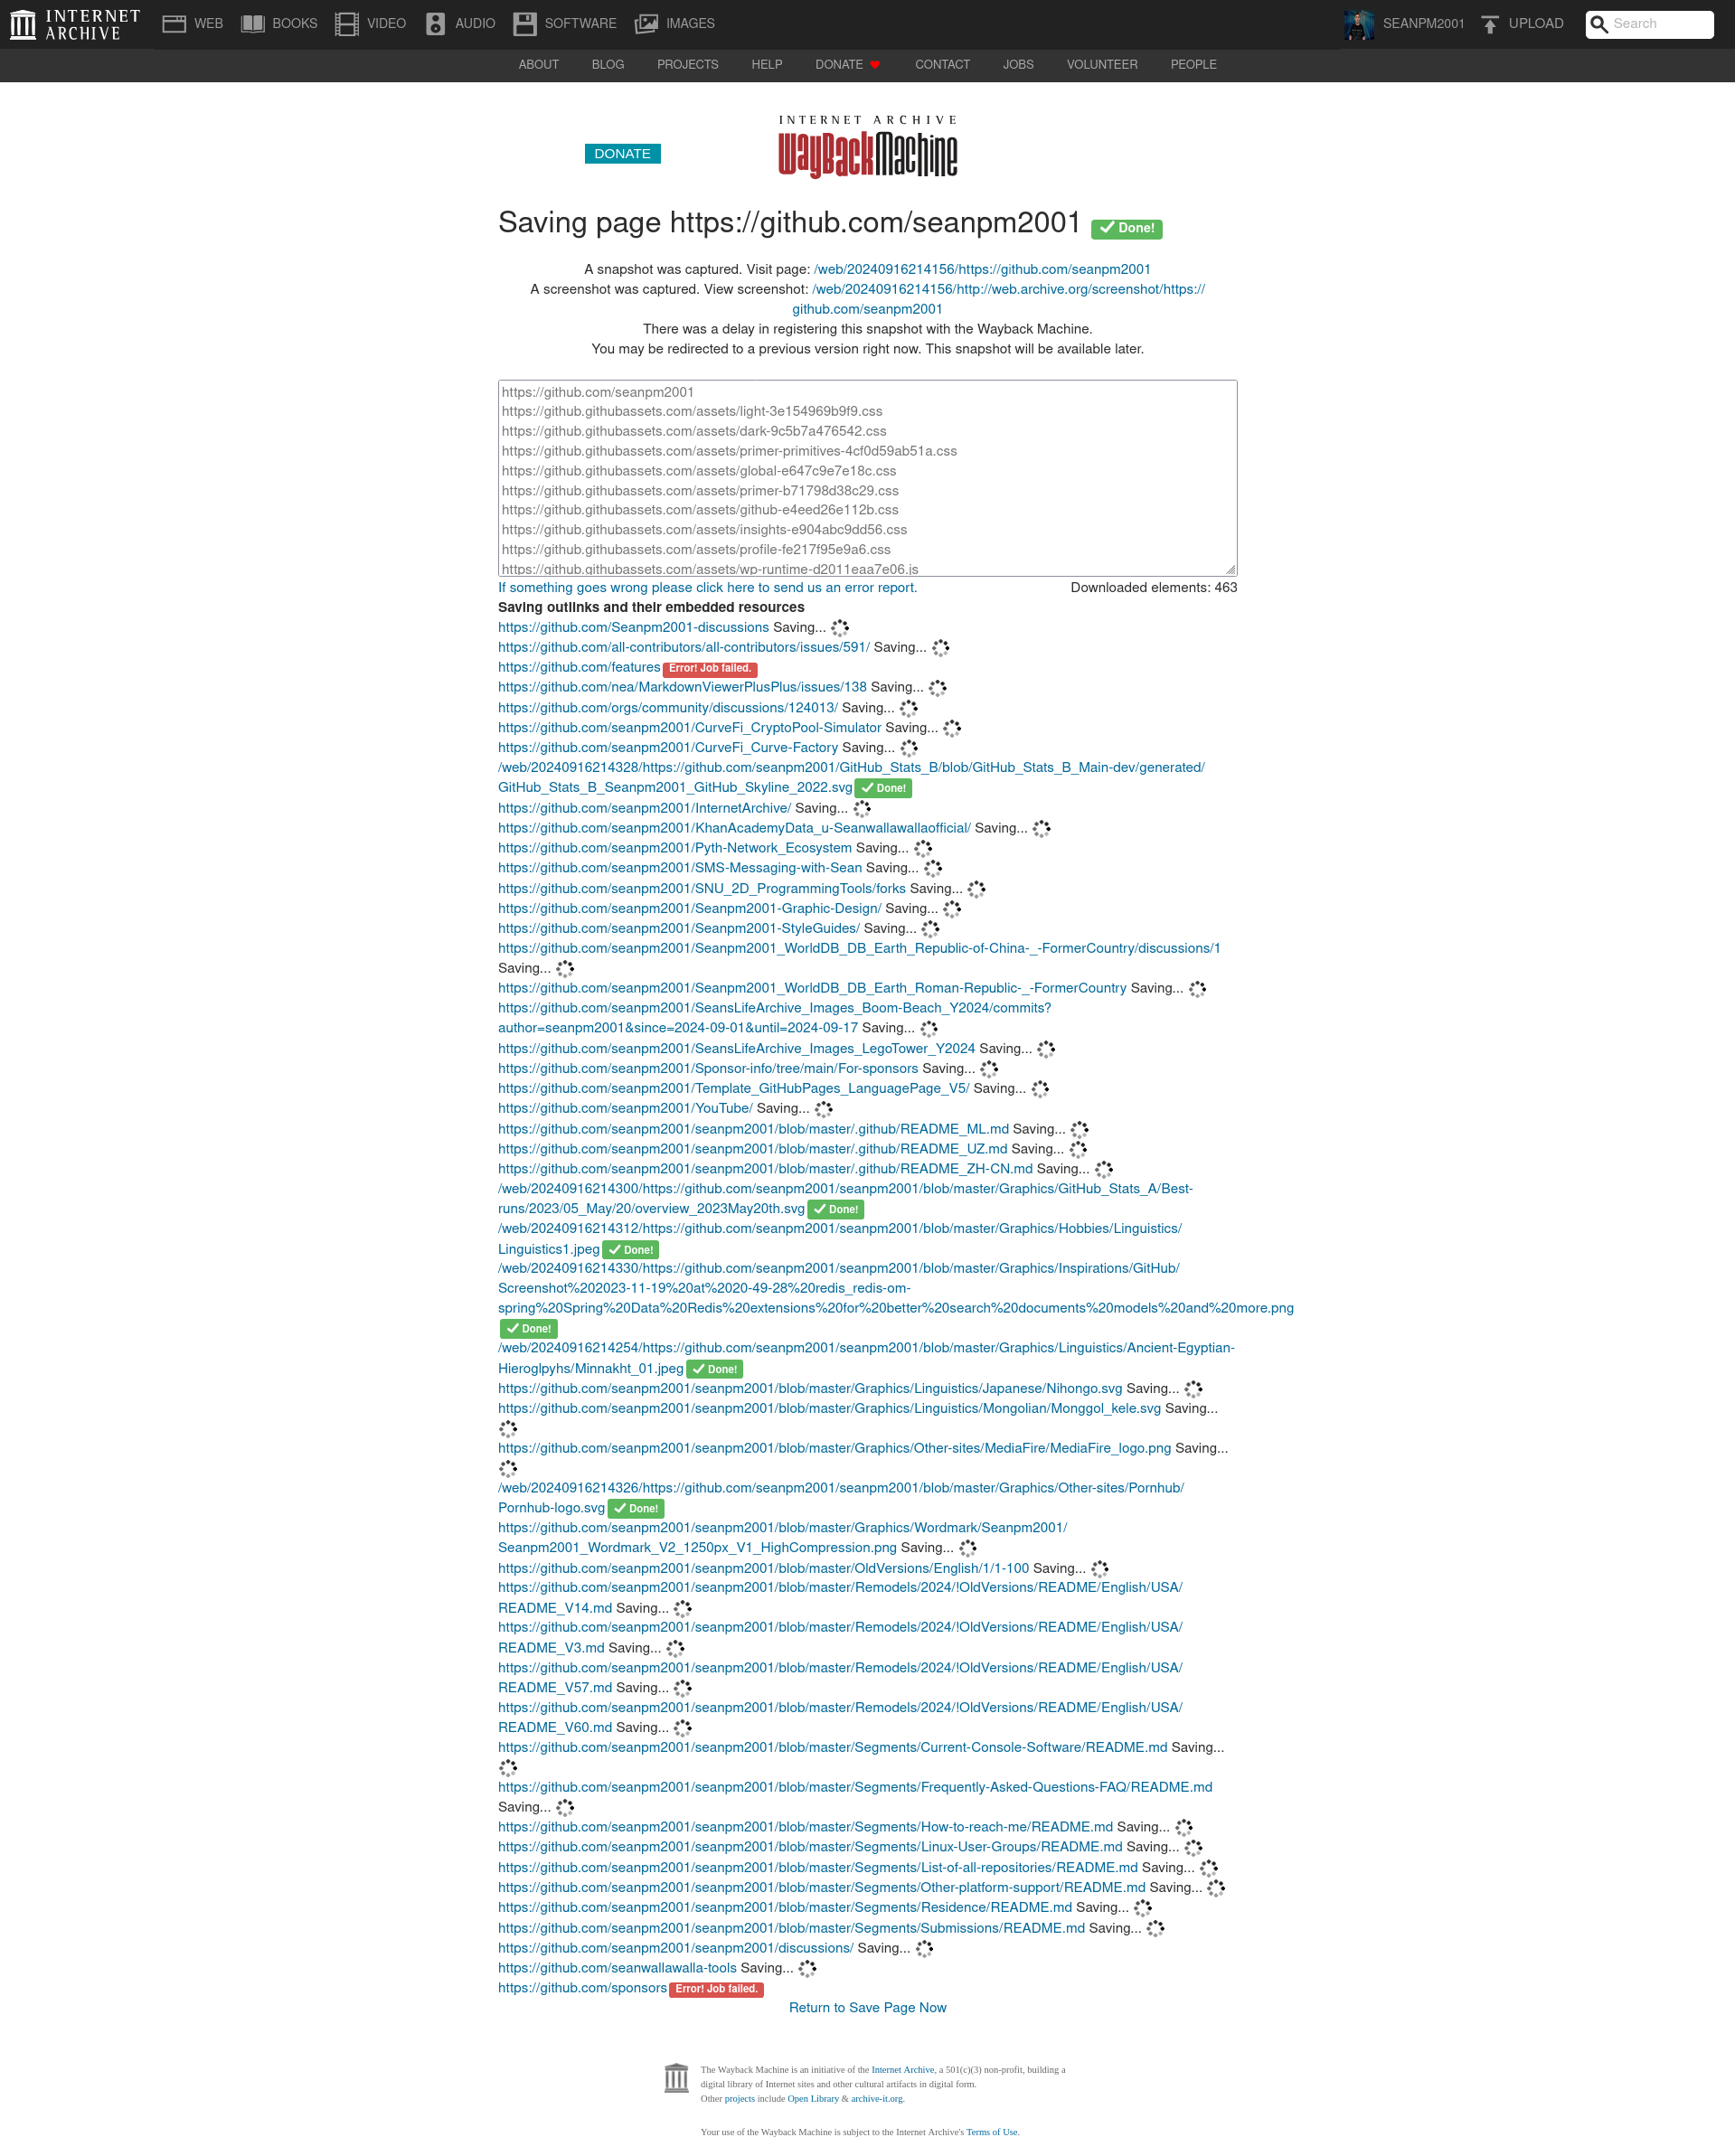 INTERNET ARCHIVE
WEB BOOKS VIDEO AUDIO SOFTWARE IMAGES SEANPM2001 UPLOAD Search
ABOUT BLOG PROJECTS HELP DONATE CONTACT JOBS VOLUNTEER PEOPLE
INTERNET ARCHIVE
DONATE WayBackMachine
Saving page https://github.com/seanpm2001 Done!
A snapshot was captured. Visit page: /web/20240916214156/https://github.com/seanpm2001
A screenshot was captured. View screenshot: /web/20240916214156/http://web.archive.org/screenshot/https://
github.com/seanpm2001
There was a delay in registering this snapshot with the Wayback Machine.
You may be redirected to a previous version right now. This snapshot will be available later.
https://github.com/seanpm2001
https://github.githubassets.com/assets/light-3e154969b9f9.css
https://github.githubassets.com/assets/dark-9c5b7a476542.css
https://github.githubassets.com/assets/primer-primitives-4cf0d59ab51a.css
https://github.githubassets.com/assets/global-e647c9e7e18c.css
https://github.githubassets.com/assets/primer-b71798d38c29.css
https://github.githubassets.com/assets/github-e4eed26e112b.css
https://github.githubassets.com/assets/insights-e904abc9dd56.css
https://github.githubassets.com/assets/profile-fe217f95e9a6.css
https://github.githubassets.com/assets/wp-runtime-d2011eaa7e06.js
If something goes wrong please click here to send us an error report. Downloaded elements: 463
Saving outlinks and their embedded resources
https://github.com/Seanpm2001-discussions Saving...
https://github.com/all-contributors/all-contributors/issues/591/ Saving...
https://github.com/features Error! Job failed.
https://github.com/nea/MarkdownViewerPlusPlus/issues/138 Saving...
https://github.com/orgs/community/discussions/124013/ Saving...
https://github.com/seanpm2001/CurveFi_CryptoPool-Simulator Saving...
https://github.com/seanpm2001/CurveFi_Curve-Factory Saving...
/web/20240916214328/https://github.com/seanpm2001/GitHub_Stats_B/blob/GitHub_Stats_B_Main-dev/generated/
GitHub_Stats_B_Seanpm2001_GitHub_Skyline_2022.svg Done!
https://github.com/seanpm2001/InternetArchive/ Saving...
https://github.com/seanpm2001/KhanAcademyData_u-Seanwallawallaofficial/ Saving...
https://github.com/seanpm2001/Pyth-Network_Ecosystem Saving...
https://github.com/seanpm2001/SMS-Messaging-with-Sean Saving...
https://github.com/seanpm2001/SNU_2D_ProgrammingTools/forks Saving...
https://github.com/seanpm2001/Seanpm2001-Graphic-Design/ Saving...
https://github.com/seanpm2001/Seanpm2001-StyleGuides/ Saving...
https://github.com/seanpm2001/Seanpm2001_WorldDB_DB_Earth_Republic-of-China-_-FormerCountry/discussions/1
Saving...
https://github.com/seanpm2001/Seanpm2001_WorldDB_DB_Earth_Roman-Republic-_-FormerCountry Saving...
https://github.com/seanpm2001/SeansLifeArchive_Images_Boom-Beach_Y2024/commits?
author=seanpm2001&since=2024-09-01&until=2024-09-17 Saving...
https://github.com/seanpm2001/SeansLifeArchive_Images_LegoTower_Y2024 Saving...
https://github.com/seanpm2001/Sponsor-info/tree/main/For-sponsors Saving...
https://github.com/seanpm2001/Template_GitHubPages_LanguagePage_V5/ Saving...
https://github.com/seanpm2001/YouTube/ Saving...
https://github.com/seanpm2001/seanpm2001/blob/master/.github/README_ML.md Saving...
https://github.com/seanpm2001/seanpm2001/blob/master/.github/README_UZ.md Saving...
https://github.com/seanpm2001/seanpm2001/blob/master/.github/README_ZH-CN.md Saving...
/web/20240916214300/https://github.com/seanpm2001/seanpm2001/blob/master/Graphics/GitHub_Stats_A/Best-
runs/2023/05_May/20/overview_2023May20th.svg Done!
/web/20240916214312/https://github.com/seanpm2001/seanpm2001/blob/master/Graphics/Hobbies/Linguistics/
Linguistics1.jpeg Done!
/web/20240916214330/https://github.com/seanpm2001/seanpm2001/blob/master/Graphics/Inspirations/GitHub/
Screenshot%202023-11-19%20at%2020-49-28%20redis_redis-om-
spring%20Spring%20Data%20Redis%20extensions%20for%20better%20search%20documents%20models%20and%20more.png
Done!
/web/20240916214254/https://github.com/seanpm2001/seanpm2001/blob/master/Graphics/Linguistics/Ancient-Egyptian-
Hieroglpyhs/Minnakht_01.jpeg Done!
https://github.com/seanpm2001/seanpm2001/blob/master/Graphics/Linguistics/Japanese/Nihongo.svg Saving...
https://github.com/seanpm2001/seanpm2001/blob/master/Graphics/Linguistics/Mongolian/Monggol_kele.svg Saving...
https://github.com/seanpm2001/seanpm2001/blob/master/Graphics/Other-sites/MediaFire/MediaFire_logo.png Saving...
/web/20240916214326/https://github.com/seanpm2001/seanpm2001/blob/master/Graphics/Other-sites/Pornhub/
Pornhub-logo.svg Done!
https://github.com/seanpm2001/seanpm2001/blob/master/Graphics/Wordmark/Seanpm2001/
Seanpm2001_Wordmark_V2_1250px_V1_HighCompression.png Saving...
https://github.com/seanpm2001/seanpm2001/blob/master/OldVersions/English/1/1-100 Saving...
https://github.com/seanpm2001/seanpm2001/blob/master/Remodels/2024/!OldVersions/README/English/USA/
README_V14.md Saving...
https://github.com/seanpm2001/seanpm2001/blob/master/Remodels/2024/!OldVersions/README/English/USA/
README_V3.md Saving...
https://github.com/seanpm2001/seanpm2001/blob/master/Remodels/2024/!OldVersions/README/English/USA/
README_V57.md Saving...
https://github.com/seanpm2001/seanpm2001/blob/master/Remodels/2024/!OldVersions/README/English/USA/
README_V60.md Saving...
https://github.com/seanpm2001/seanpm2001/blob/master/Segments/Current-Console-Software/README.md Saving...
https://github.com/seanpm2001/seanpm2001/blob/master/Segments/Frequently-Asked-Questions-FAQ/README.md
Saving...
https://github.com/seanpm2001/seanpm2001/blob/master/Segments/How-to-reach-me/README.md Saving...
https://github.com/seanpm2001/seanpm2001/blob/master/Segments/Linux-User-Groups/README.md Saving...
https://github.com/seanpm2001/seanpm2001/blob/master/Segments/List-of-all-repositories/README.md Saving...
https://github.com/seanpm2001/seanpm2001/blob/master/Segments/Other-platform-support/README.md Saving...
https://github.com/seanpm2001/seanpm2001/blob/master/Segments/Residence/README.md Saving...
https://github.com/seanpm2001/seanpm2001/blob/master/Segments/Submissions/README.md Saving...
https://github.com/seanpm2001/seanpm2001/discussions/ Saving...
https://github.com/seanwallawalla-tools Saving...
https://github.com/sponsors Error! Job failed.
Return to Save Page Now
The Wayback Machine is an initiative of the Internet Archive, a 501(c)(3) non-profit, building a
digital library of Internet sites and other cultural artifacts in digital form.
Other projects include Open Library & archive-it.org.
Your use of the Wayback Machine is subject to the Internet Archive's Terms of Use.